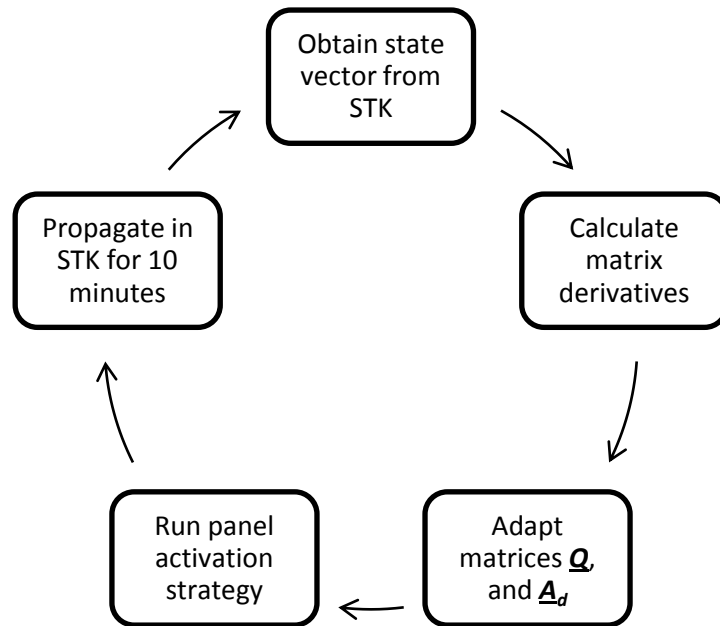 Obtain state
vector from
STK
Calculate
matrix
derivatives
Adapt
matrices Q,
and A_d
Run panel
activation
strategy
Propagate in
STK for 10
minutes